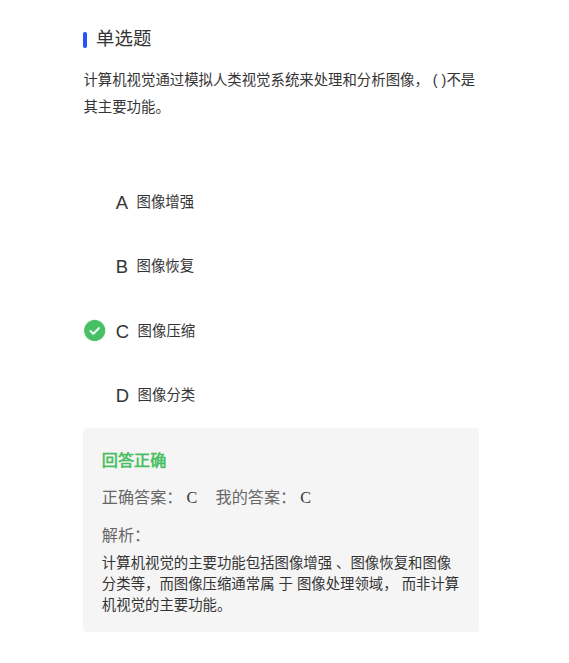 单选题
计算机视觉通过模拟人类视觉系统来处理和分析图像， ( )不是
其主要功能。
A 图像增强
B 图像恢复
C 图像压缩
D 图像分类
回答正确
正确答案： C 我的答案： C
解析：
计算机视觉的主要功能包括图像增强 、图像恢复和图像
分类等，而图像压缩通常属 于 图像处理领域， 而非计算
机视觉的主要功能。